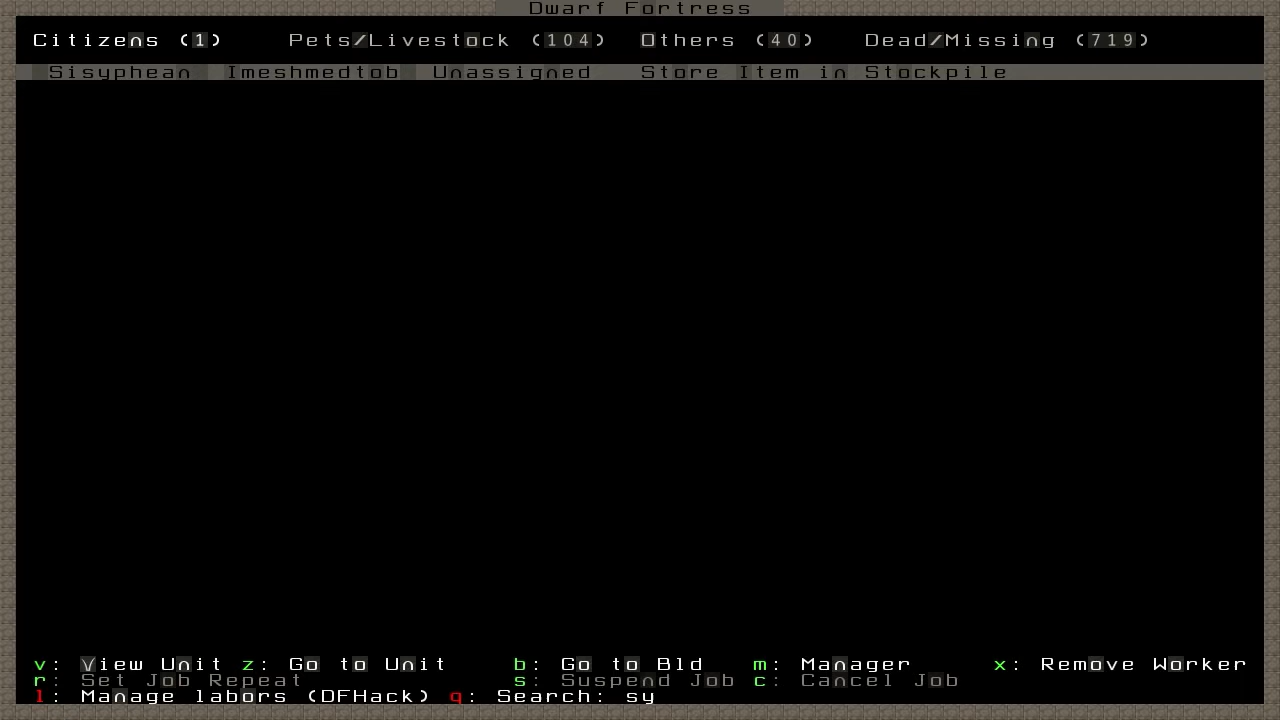 Dwarf Fortress
Citizens (1) Pets/Livestock (104) Others (40) Dead/Missing (719)
Sisyphean Imeshmedtob Unassigned Store Item in Stockpile
v: View Unit z: Go to Unit b: Go to Bld m: Manager x: Remove Worker
r: Set Job Repeat s: Suspend Job c: Cancel Job
l: Manage labors (DFHack) q: Search: sy